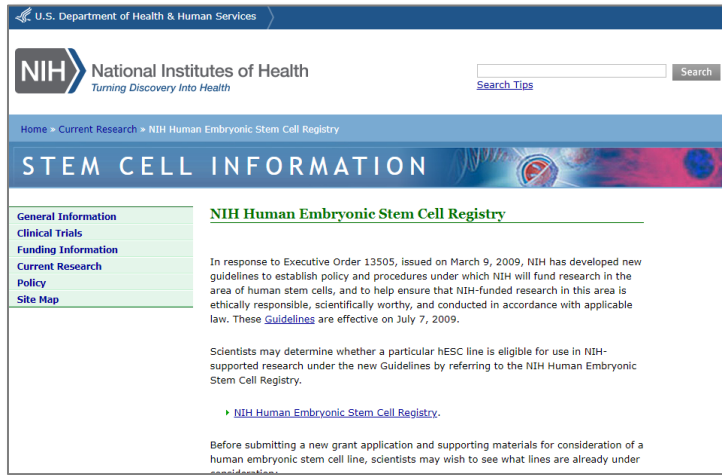 U.S. Department of Health & Human Services
NIH National Institutes of Health
Turning Discovery Into Health
Search
Search Tips
Home » Current Research » NIH Human Embryonic Stem Cell Registry
STEM CELL INFORMATION
General Information
Clinical Trials
Funding Information
Current Research
Policy
Site Map
NIH Human Embryonic Stem Cell Registry
In response to Executive Order 13505, issued on March 9, 2009, NIH has developed new
guidelines to establish policy and procedures under which NIH will fund research in the
area of human stem cells, and to help ensure that NIH-funded research in this area is
ethically responsible, scientifically worthy, and conducted in accordance with applicable
law. These Guidelines are effective on July 7, 2009.
Scientists may determine whether a particular hESC line is eligible for use in NIH-
supported research under the new Guidelines by referring to the NIH Human Embryonic
Stem Cell Registry.
NIH Human Embryonic Stem Cell Registry.
Before submitting a new grant application and supporting materials for consideration of a
human embryonic stem cell line, scientists may wish to see what lines are already under
consideration: